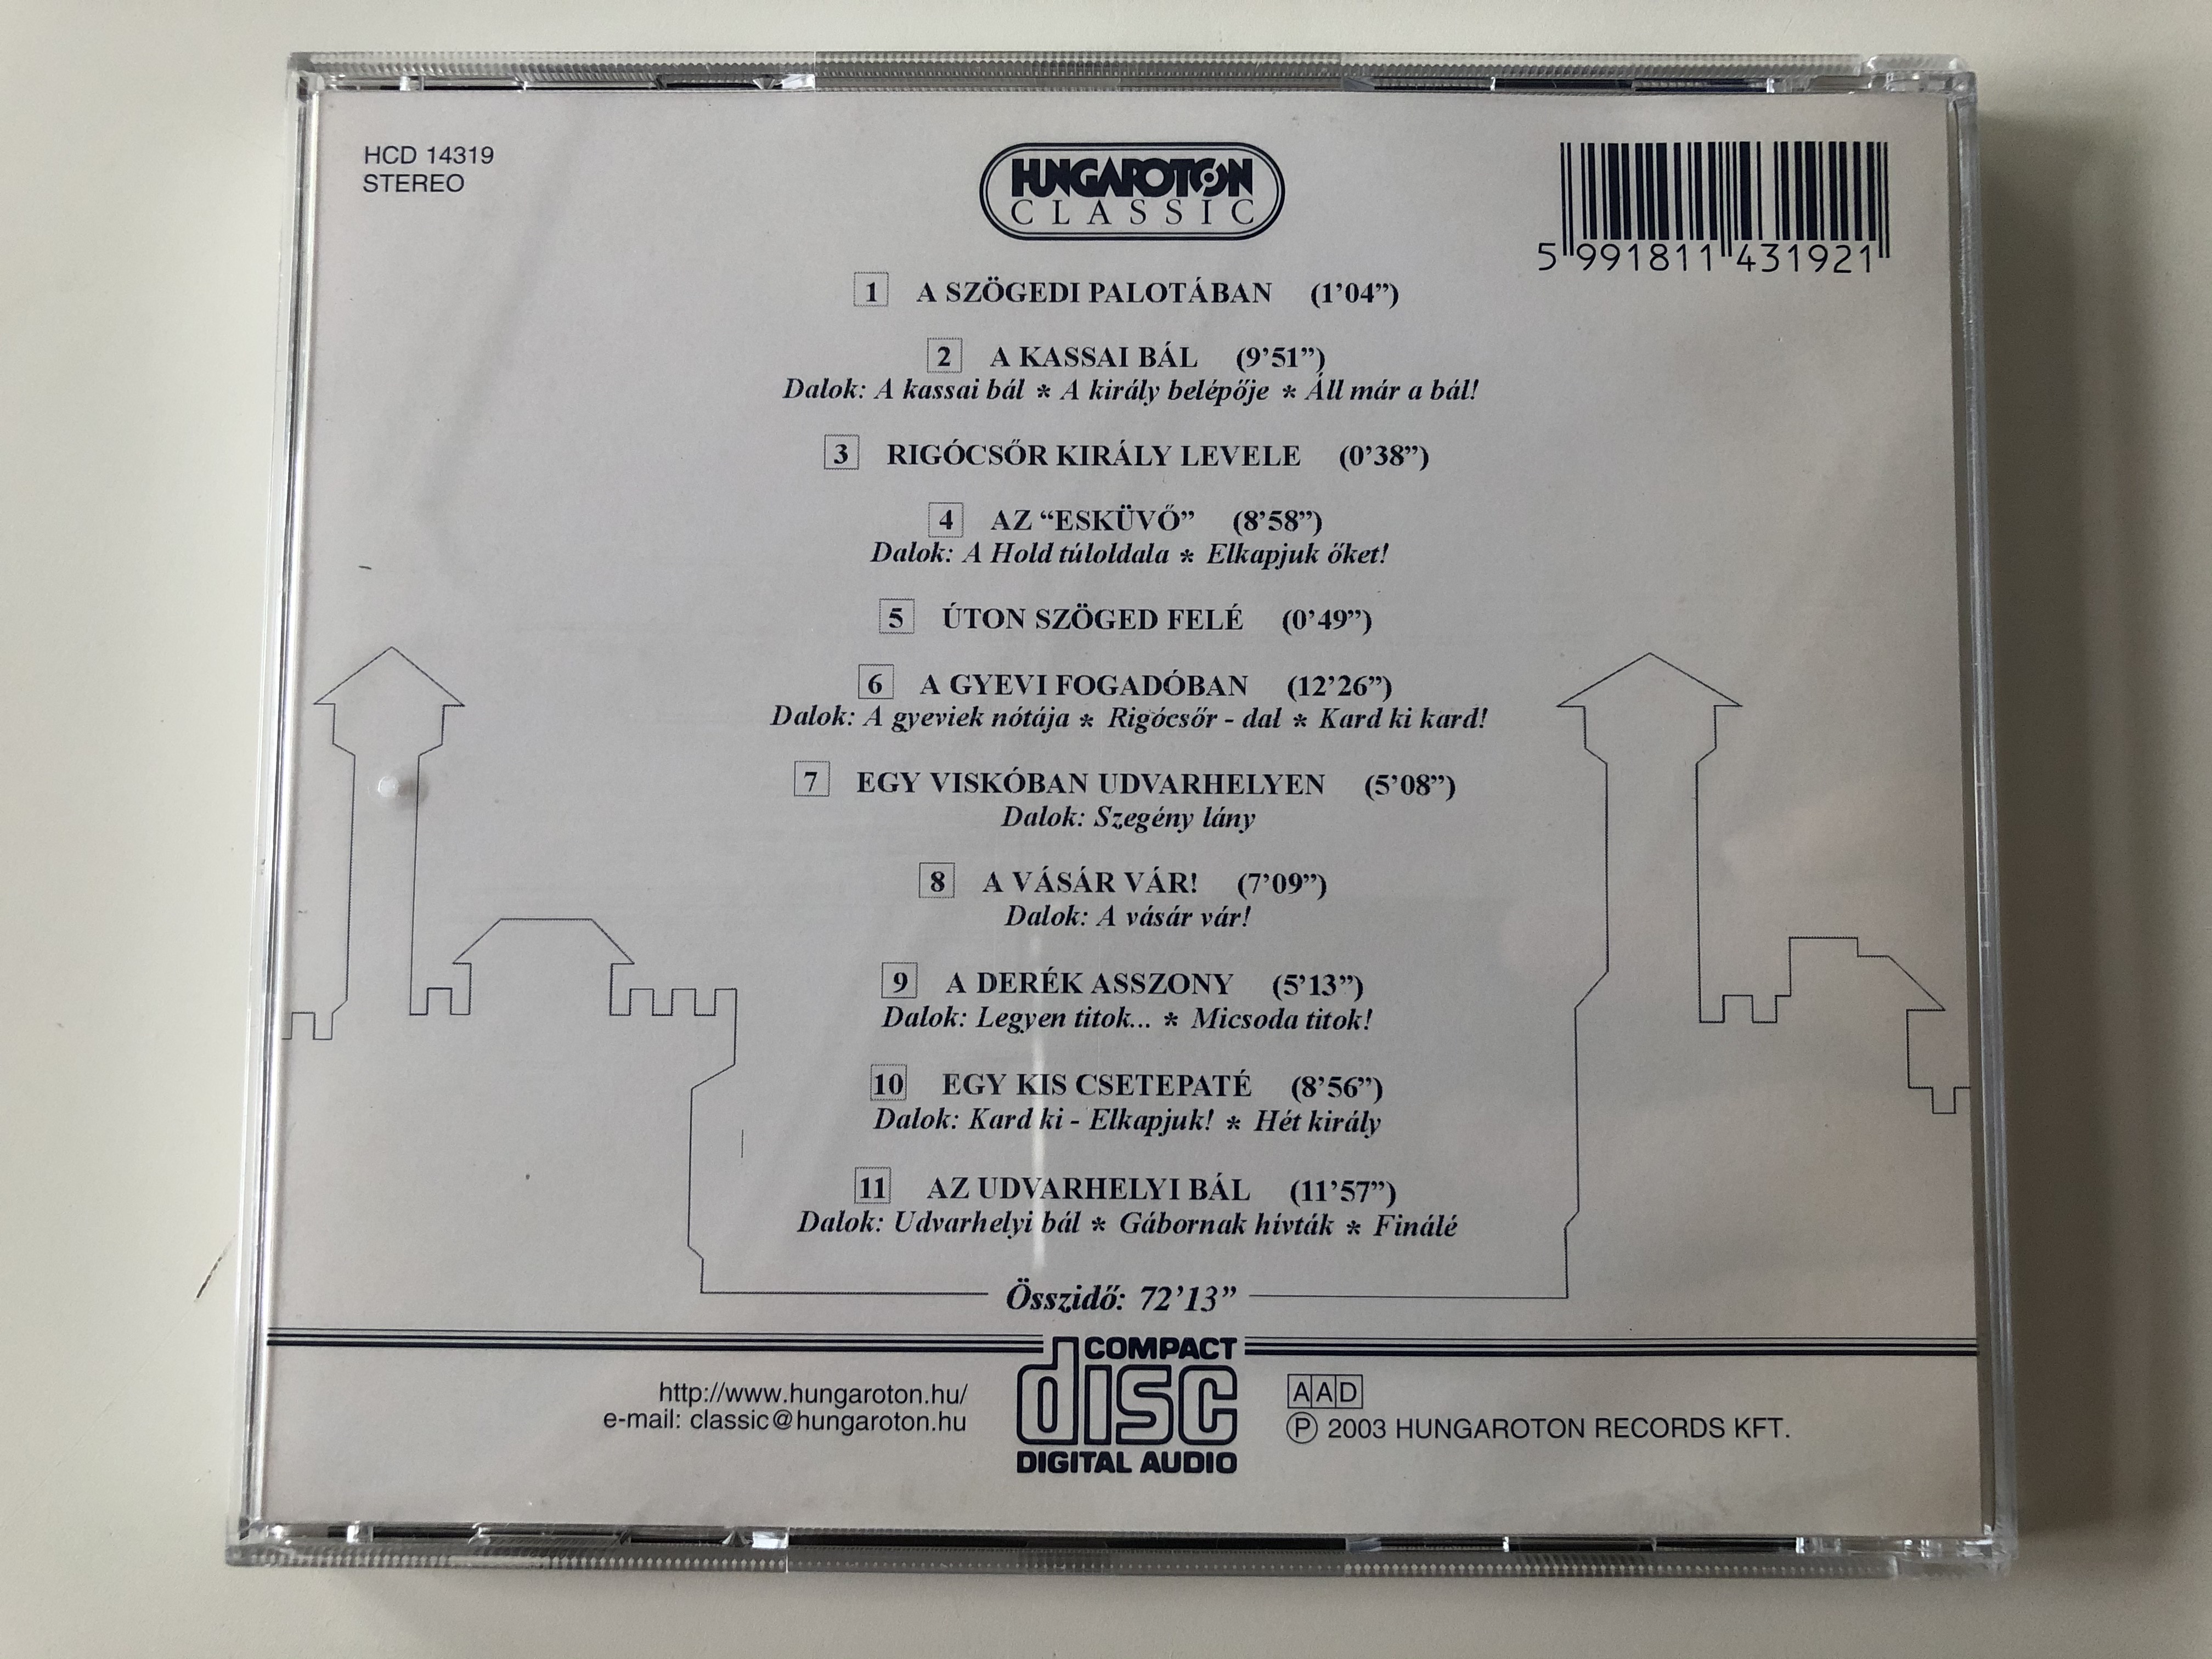 HCD 14319
STEREO
HUNGAROTON
CLASSIC
5 991811 431921
1 A SZÖGEDI PALOTÁBAN (1'04")
2 A KASSAI BÁL (9'51")
Dalok: A kassai bál * A király belépője * Áll már a bál!
3 RIGÓCSŐR KIRÁLY LEVELE (0'38")
4 AZ "ESKÜVŐ" (8'58")
Dalok: A Hold túloldala * Elkapjuk őket!
5 ÚTON SZÖGED FELÉ (0'49")
6 A GYEVI FOGADÓBAN (12'26")
Dalok: A gyeviek nótája * Rigócsőr - dal * Kard ki kard!
7 EGY VISKÓBAN UDVARHELYEN (5'08")
Dalok: Szegény lány
8 A VÁSÁR VÁR! (7'09")
Dalok: A vásár vár!
9 A DERÉK ASSZONY (5'13")
Dalok: Legyen titok... * Micsoda titok!
10 EGY KIS CSETEPATÉ (8'56")
Dalok: Kard ki - Elkapjuk! * Hét király
11 AZ UDVARHELYI BÁL (11'57")
Dalok: Udvarhelyi bál * Gábornak hívták * Finálé
Összidő: 72'13"
COMPACT
disc
DIGITAL AUDIO
http://www.hungaroton.hu/
e-mail: classic@hungaroton.hu
AAD
Ⓟ 2003 HUNGAROTON RECORDS KFT.